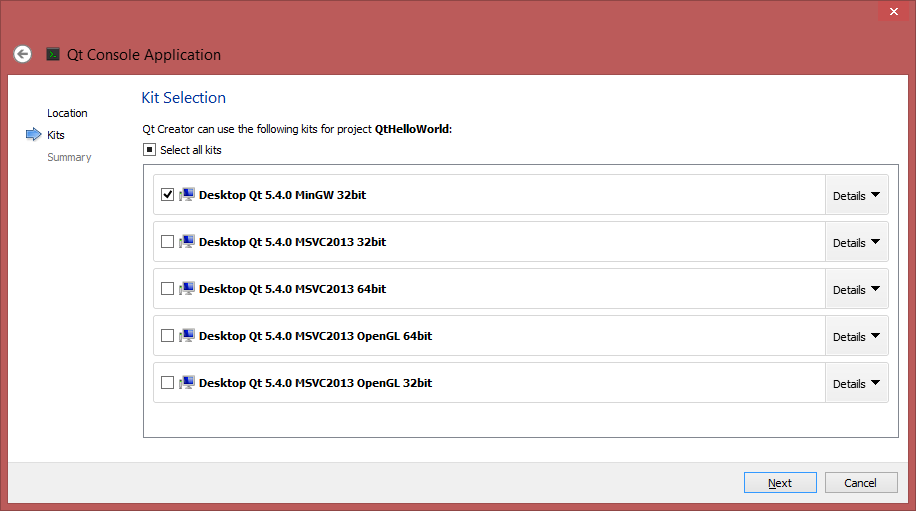 Qt Console Application
Location
Kits
Summary
Kit Selection
Qt Creator can use the following kits for project QtHelloWorld:
Select all kits
Desktop Qt 5.4.0 MinGW 32bit Details
Desktop Qt 5.4.0 MSVC2013 32bit Details
Desktop Qt 5.4.0 MSVC2013 64bit Details
Desktop Qt 5.4.0 MSVC2013 OpenGL 64bit Details
Desktop Qt 5.4.0 MSVC2013 OpenGL 32bit Details
Next Cancel